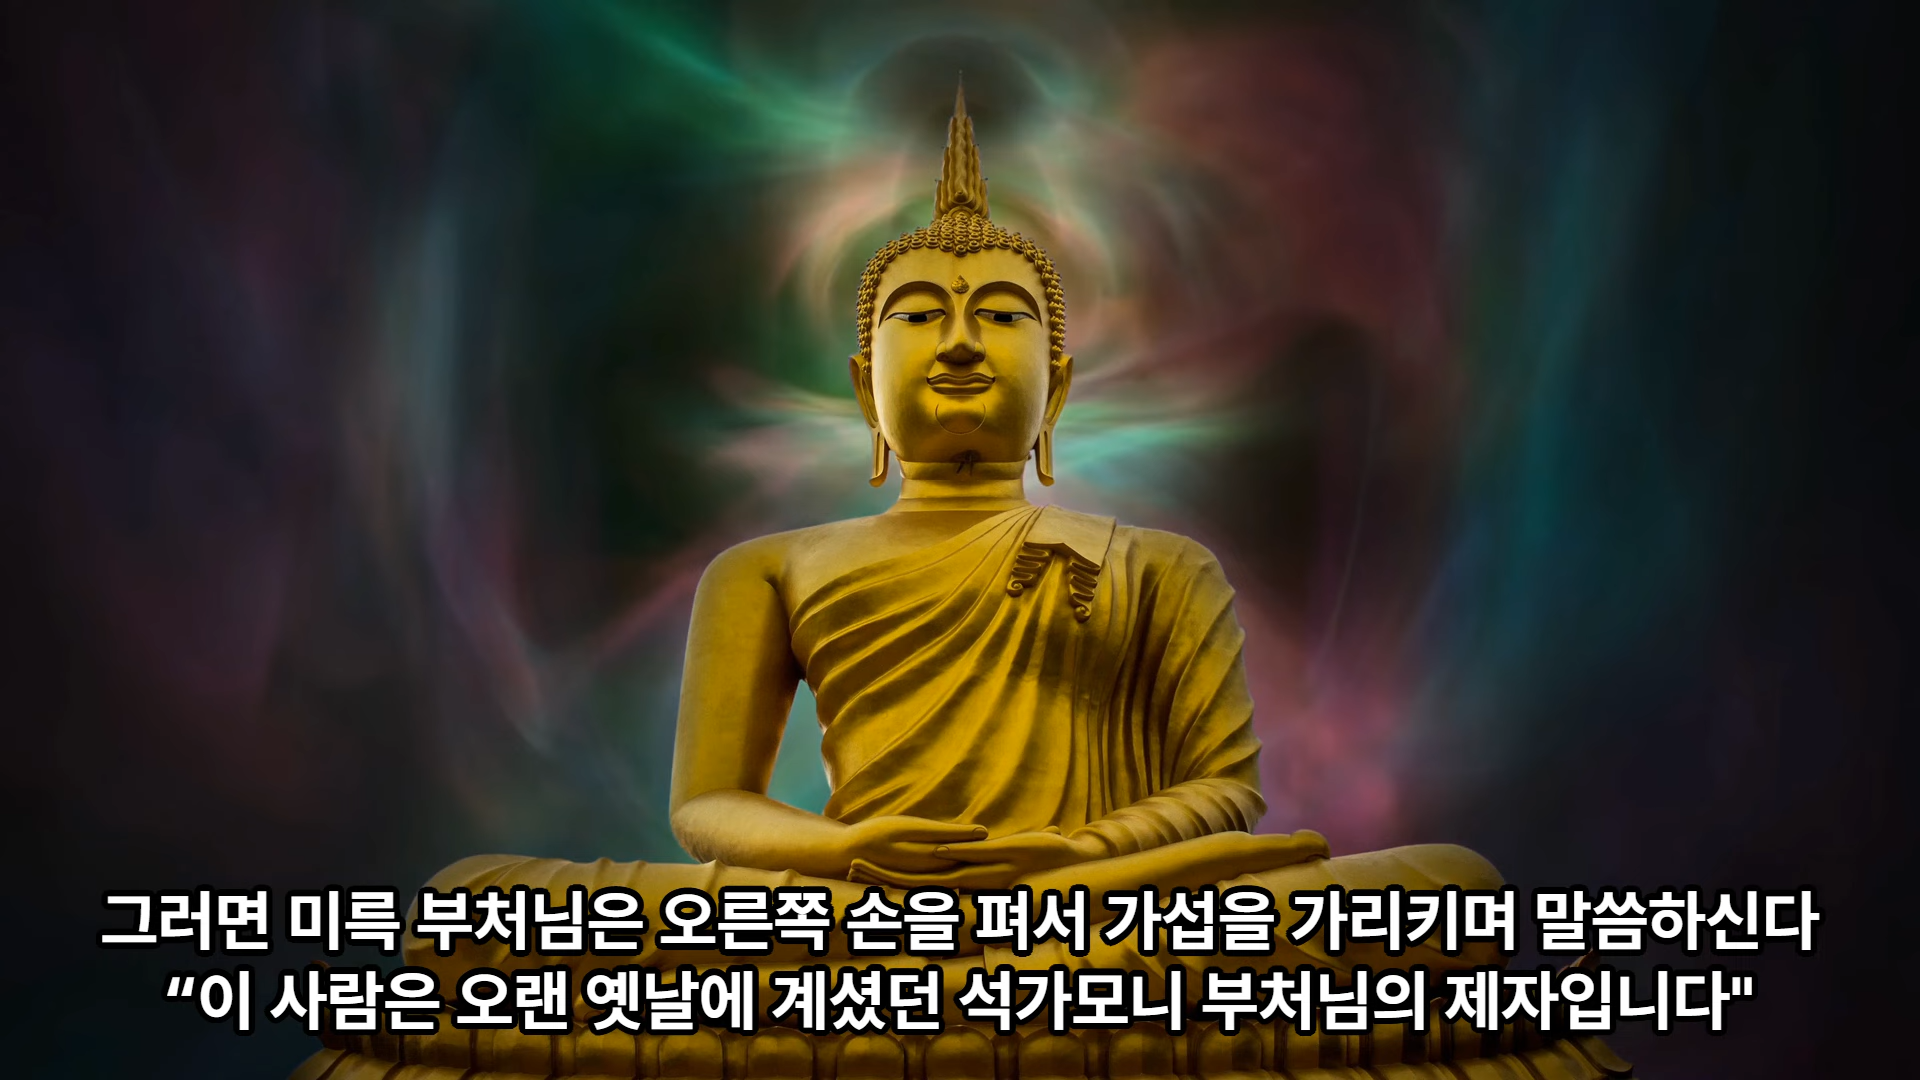 그러면 미륵 부처님은 오른쪽 손을 펴서 가섭을 가리키며 말씀하신다
“이 사람은 오랜 옛날에 계셨던 석가모니 부처님의 제자입니다"